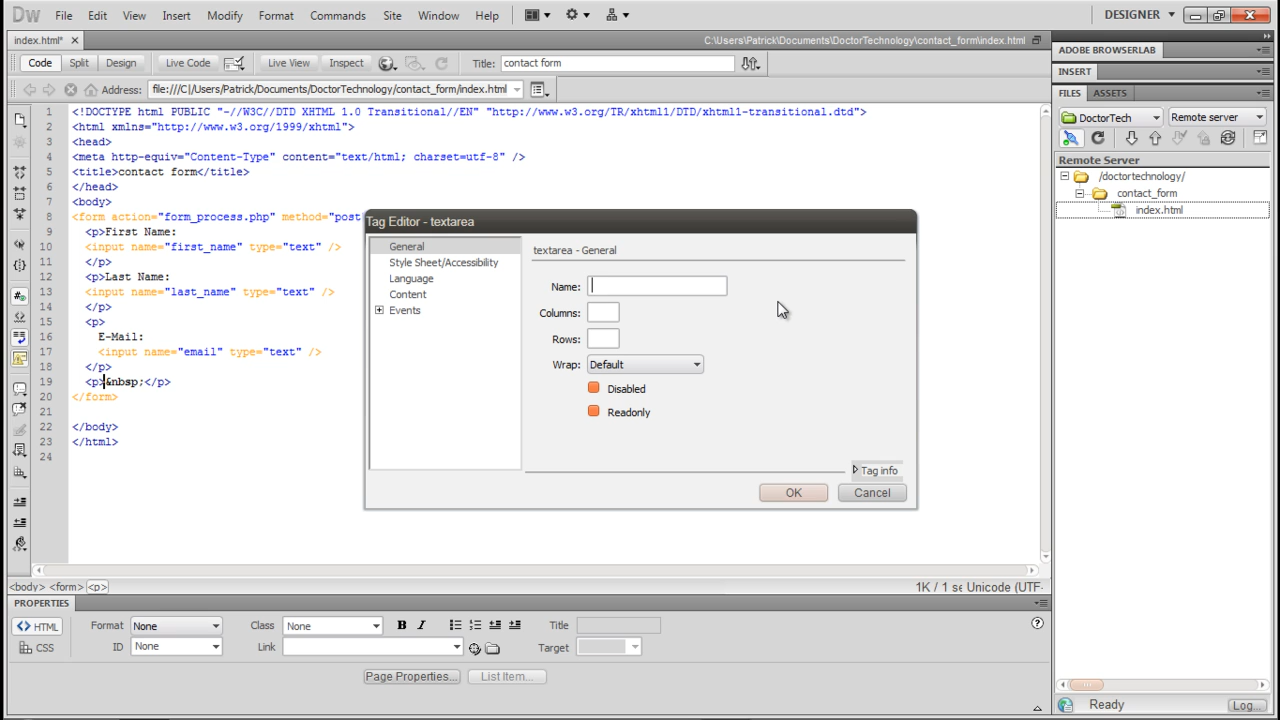 Dw File Edit View Insert Modify Format Commands Site Window Help DESIGNER
index.html*
C:\Users\Patrick\Documents\DoctorTechnology\contact_form\index.html
Code Split Design Live Code Live View Inspect Title: contact form
Address: file:///C|/Users/Patrick/Documents/DoctorTechnology/contact_form/index.html
1 <!DOCTYPE html PUBLIC "-//W3C//DTD XHTML 1.0 Transitional//EN" "http://www.w3.org/TR/xhtml1/DTD/xhtml1-transitional.dtd">
2 <html xmlns="http://www.w3.org/1999/xhtml">
3 <head>
4 <meta http-equiv="Content-Type" content="text/html; charset=utf-8" />
5 <title>contact form</title>
6 </head>
7 <body>
8 <form action="form_process.php" method="post
9 <p>First Name:
10 <input name="first_name" type="text" />
11 </p>
12 <p>Last Name:
13 <input name="last_name" type="text" />
14 </p>
15 <p>
16 E-Mail:
17 <input name="email" type="text" />
18 </p>
19 <p>&nbsp;</p>
20 </form>
21
22 </body>
23 </html>
24
Tag Editor - textarea
General
Style Sheet/Accessibility
Language
Content
Events
textarea - General
Name:
Columns:
Rows:
Wrap: Default
Disabled
Readonly
Tag info
OK Cancel
<body> <form> <p>
1K / 1 se Unicode (UTF-
PROPERTIES
HTML Format None Class None B I Title
CSS ID None Link Target
Page Properties... List Item...
ADOBE BROWSERLAB
INSERT
FILES ASSETS
DoctorTech Remote server
Remote Server
/doctortechnology/
contact_form
index.html
Ready Log...